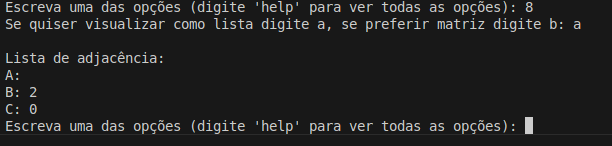 Escreva uma das opções (digite 'help' para ver todas as opções): 8
Se quiser visualizar como lista digite a, se preferir matriz digite b: a
Lista de adjacência:
A:
B: 2
C: 0
Escreva uma das opções (digite 'help' para ver todas as opções):